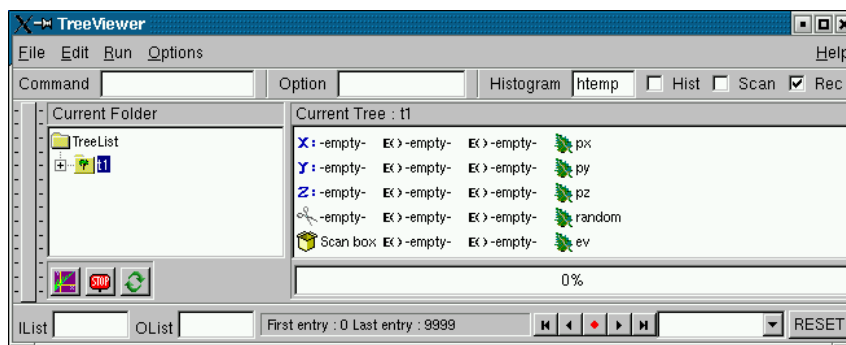 TreeViewer
File Edit Run Options Help
Command Option Histogram htemp Hist Scan Rec
Current Folder Current Tree : t1
TreeList X: -empty- E() -empty- E() -empty- px
t1 Y: -empty- E() -empty- E() -empty- py
Z: -empty- E() -empty- E() -empty- pz
-empty- E() -empty- E() -empty- random
Scan box E() -empty- E() -empty- ev
STOP 0%
IList OList First entry : 0 Last entry : 9999 RESET